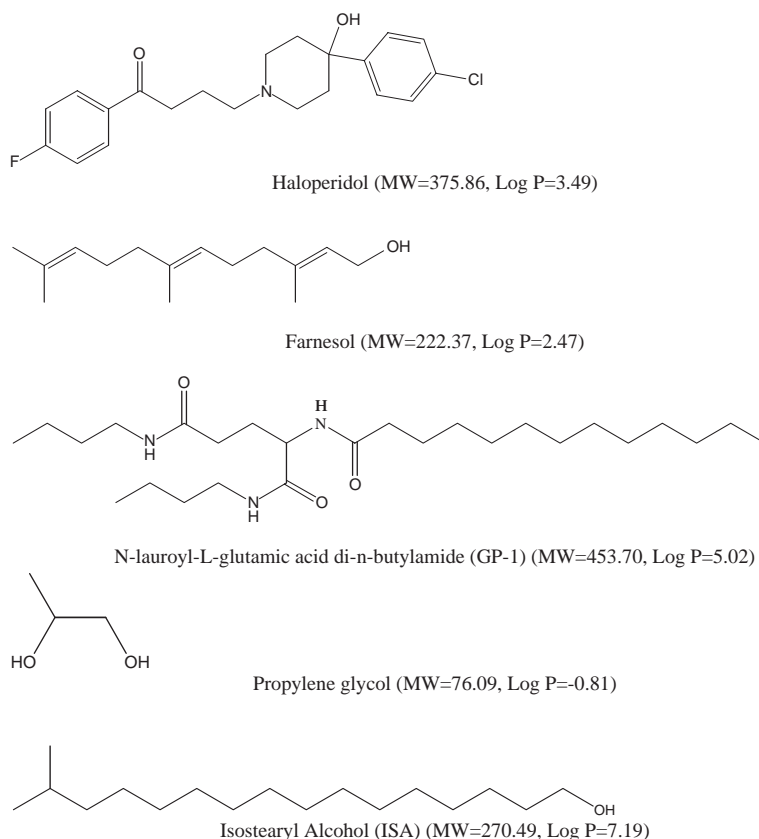 OH
O
N
Cl
F
Haloperidol (MW=375.86, Log P=3.49)
OH
Farnesol (MW=222.37, Log P=2.47)
O
H
N
N
H
O
N
H
O
N-lauroyl-L-glutamic acid di-n-butylamide (GP-1) (MW=453.70, Log P=5.02)
HO OH
Propylene glycol (MW=76.09, Log P=-0.81)
OH
Isostearyl Alcohol (ISA) (MW=270.49, Log P=7.19)